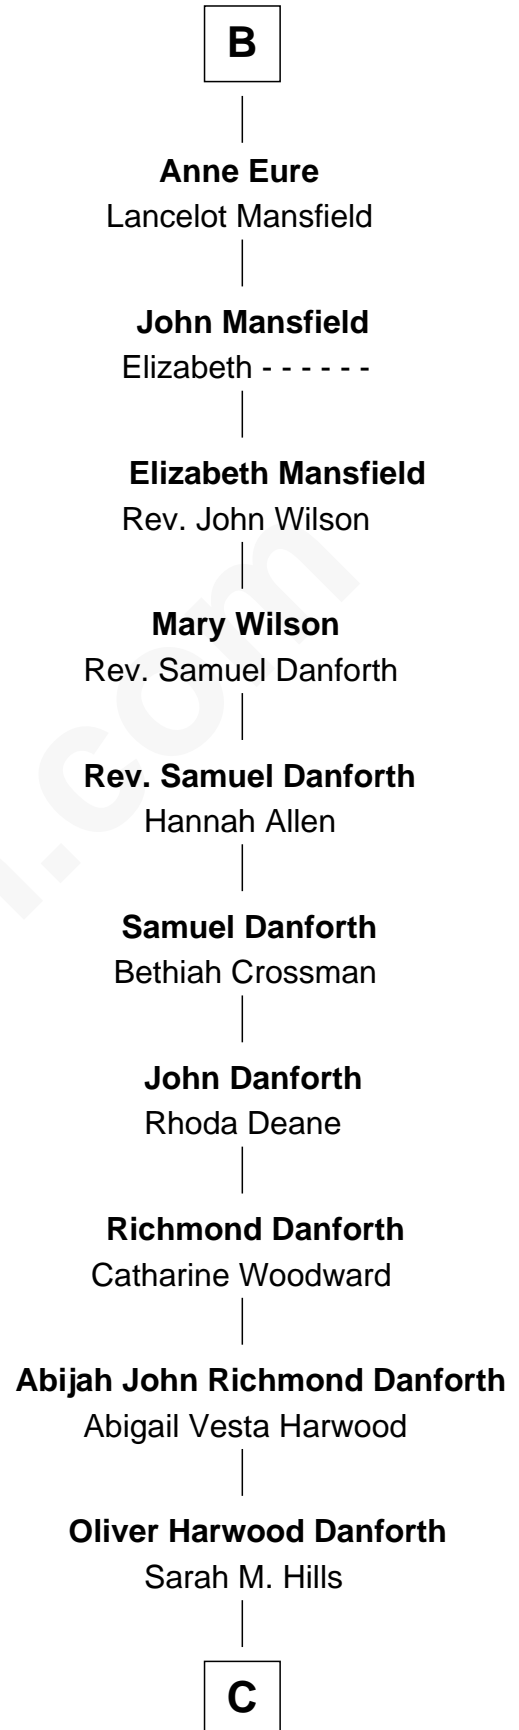 B
Anne Eure
Lancelot Mansfield
John Mansfield
Elizabeth - - - - - -
Elizabeth Mansfield
Rev. John Wilson
Mary Wilson
Rev. Samuel Danforth
Rev. Samuel Danforth
Hannah Allen
Samuel Danforth
Bethiah Crossman
John Danforth
Rhoda Deane
Richmond Danforth
Catharine Woodward
Abijah John Richmond Danforth
Abigail Vesta Harwood
Oliver Harwood Danforth
Sarah M. Hills
C